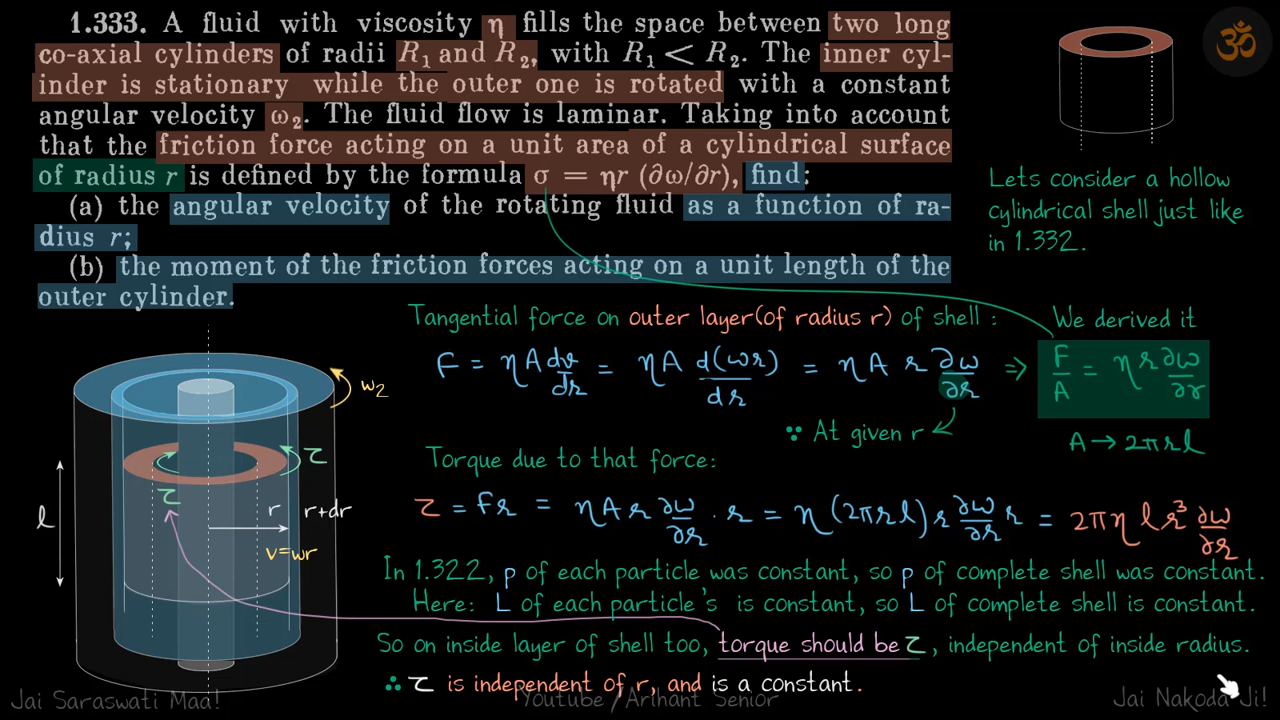 1.333. A fluid with viscosity η fills the space between two long
co-axial cylinders of radii R₁ and R₂, with R₁ < R₂. The inner cyl-
inder is stationary while the outer one is rotated with a constant
angular velocity ω₂. The fluid flow is laminar. Taking into account
that the friction force acting on a unit area of a cylindrical surface
of radius r is defined by the formula σ = ηr (∂ω/∂r), find:
(a) the angular velocity of the rotating fluid as a function of ra-
dius r;
(b) the moment of the friction forces acting on a unit length of the
outer cylinder.
ॐ
Lets consider a hollow
cylindrical shell just like
in 1.332.
Tangential force on outer layer(of radius r) of shell :
We derived it
F = ηA dv/dr = ηA d(ωr)/dr = ηA r ∂ω/∂r ⇒ F/A = ηr ∂ω/∂r
∵ At given r
A → 2πrl
ω₂
τ
τ
l
r
r+dr
v=wr
Torque due to that force:
τ = Fr = ηAr ∂ω/∂r · r = η(2πrl)r ∂ω/∂r r = 2πηlr³ ∂ω/∂r
In 1.322, p of each particle was constant, so p of complete shell was constant.
Here: L of each particle's is constant, so L of complete shell is constant.
So on inside layer of shell too, torque should be τ, independent of inside radius.
∴ τ is independent of r, and is a constant.
Jai Saraswati Maa!
Youtube/Arihant Senior
Jai Nakoda Ji!